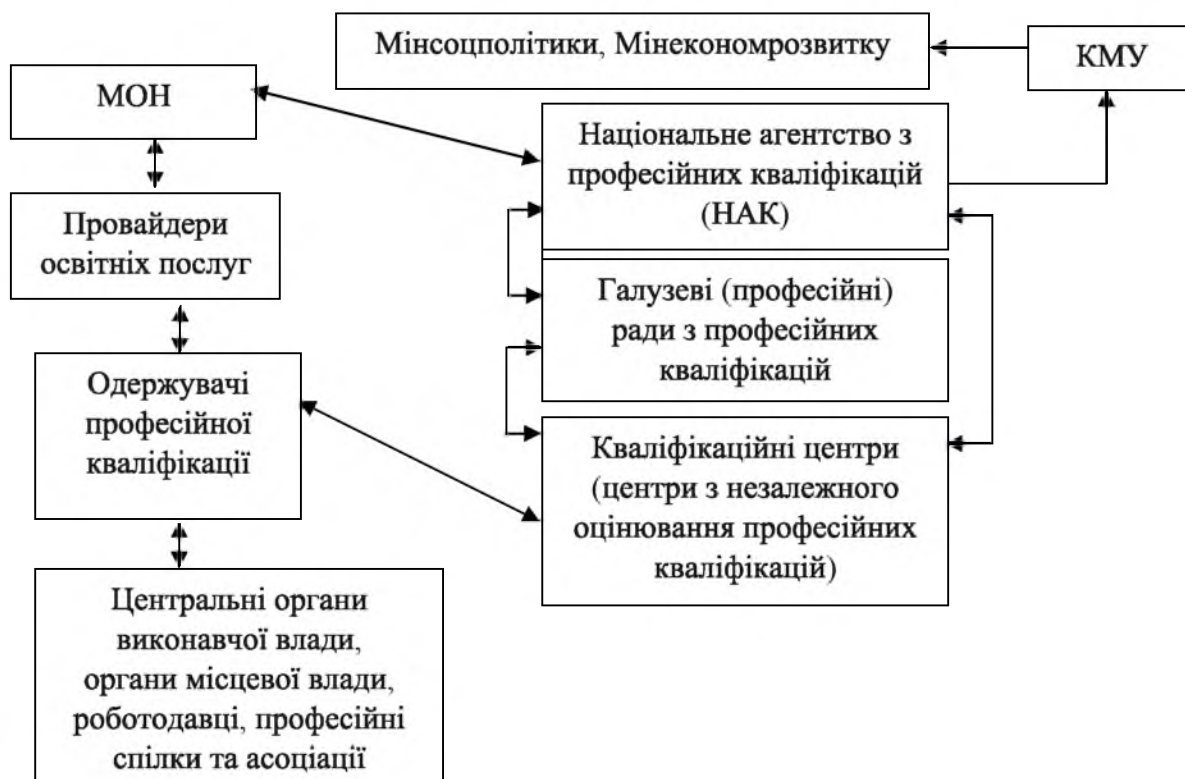 Мінсоцполітики, Мінекономрозвитку
КМУ
МОН
Національне агентство з
професійних кваліфікацій
(НАК)
Провайдери
освітніх послуг
Галузеві (професійні)
ради з професійних
кваліфікацій
Одержувачі
професійної
кваліфікації
Кваліфікаційні центри
(центри з незалежного
оцінювання професійних
кваліфікацій)
Центральні органи
виконавчої влади,
органи місцевої влади,
роботодавці, професійні
спілки та асоціації